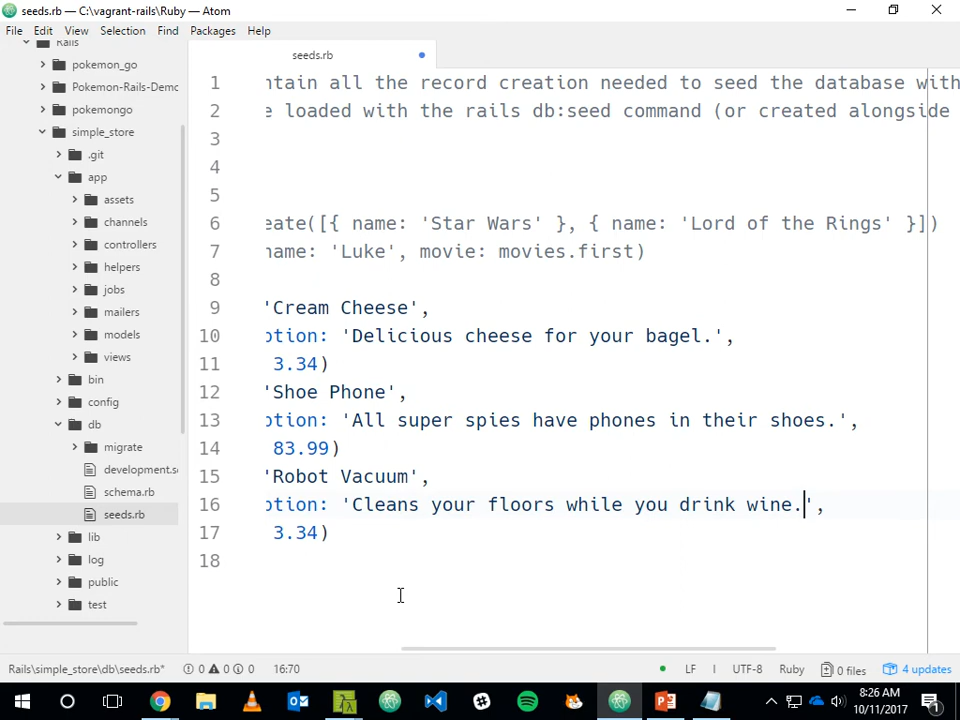 seeds.rb — C:\vagrant-rails\Ruby — Atom
File Edit View Selection Find Packages Help
Rails
pokemon_go
Pokemon-Rails-Demo
pokemongo
simple_store
.git
app
assets
channels
controllers
helpers
jobs
mailers
models
views
bin
config
db
migrate
development.s
schema.rb
seeds.rb
lib
log
public
test
seeds.rb
1 ntain all the record creation needed to seed the database with
2 e loaded with the rails db:seed command (or created alongside
3
4
5
6 eate([{ name: 'Star Wars' }, { name: 'Lord of the Rings' }])
7 name: 'Luke', movie: movies.first)
8
9 'Cream Cheese',
10 ption: 'Delicious cheese for your bagel.',
11 3.34)
12 'Shoe Phone',
13 ption: 'All super spies have phones in their shoes.',
14 83.99)
15 'Robot Vacuum',
16 ption: 'Cleans your floors while you drink wine.',
17 3.34)
18
Rails\simple_store\db\seeds.rb* 0 0 0 16:70 LF UTF-8 Ruby 0 files 4 updates
8:26 AM
10/11/2017
1